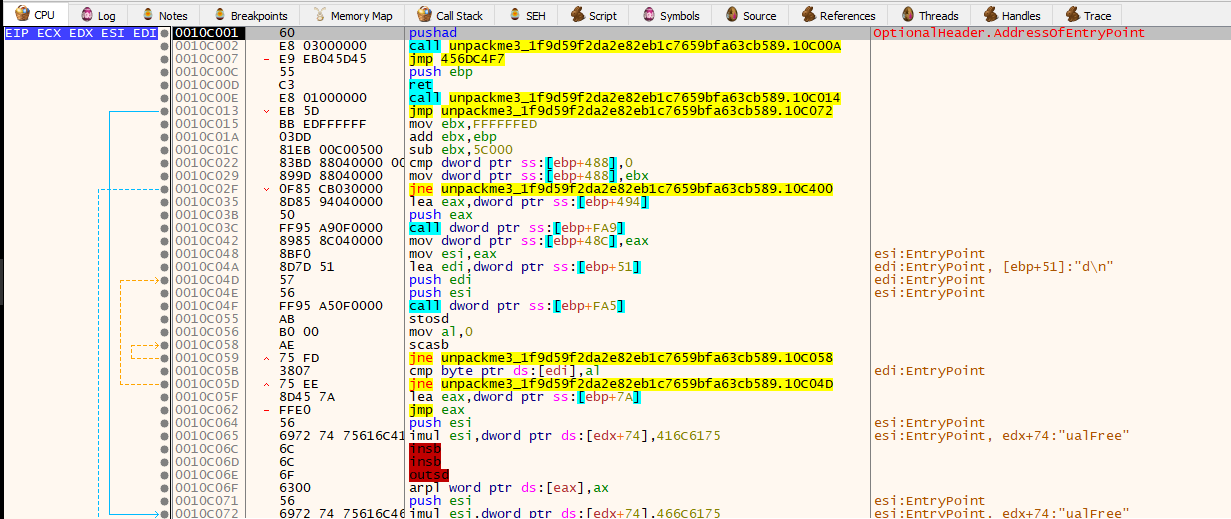 CPU Log Notes Breakpoints Memory Map Call Stack SEH Script Symbols Source References Threads Handles Trace
EIP ECX EDX ESI EDI 0010C001 60 pushad OptionalHeader.AddressOfEntryPoint
0010C002 E8 03000000 call unpackme3_1f9d59f2da2e82eb1c7659bfa63cb589.10C00A
0010C007 - E9 EB045D45 jmp 456DC4F7
0010C00C 55 push ebp
0010C00D C3 ret
0010C00E E8 01000000 call unpackme3_1f9d59f2da2e82eb1c7659bfa63cb589.10C014
0010C013 EB 5D jmp unpackme3_1f9d59f2da2e82eb1c7659bfa63cb589.10C072
0010C015 BB EDFFFFFF mov ebx,FFFFFFED
0010C01A 03DD add ebx,ebp
0010C01C 81EB 00C00500 sub ebx,5C000
0010C022 83BD 88040000 00 cmp dword ptr ss:[ebp+488],0
0010C029 899D 88040000 mov dword ptr ss:[ebp+488],ebx
0010C02F 0F85 CB030000 jne unpackme3_1f9d59f2da2e82eb1c7659bfa63cb589.10C400
0010C035 8D85 94040000 lea eax,dword ptr ss:[ebp+494]
0010C03B 50 push eax
0010C03C FF95 A90F0000 call dword ptr ss:[ebp+FA9]
0010C042 8985 8C040000 mov dword ptr ss:[ebp+48C],eax
0010C048 8BF0 mov esi,eax esi:EntryPoint
0010C04A 8D7D 51 lea edi,dword ptr ss:[ebp+51] edi:EntryPoint, [ebp+51]:"d\n"
0010C04D 57 push edi edi:EntryPoint
0010C04E 56 push esi esi:EntryPoint
0010C04F FF95 A50F0000 call dword ptr ss:[ebp+FA5]
0010C055 AB stosd
0010C056 B0 00 mov al,0
0010C058 AE scasb
0010C059 75 FD jne unpackme3_1f9d59f2da2e82eb1c7659bfa63cb589.10C058
0010C05B 3807 cmp byte ptr ds:[edi],al edi:EntryPoint
0010C05D 75 EE jne unpackme3_1f9d59f2da2e82eb1c7659bfa63cb589.10C04D
0010C05F 8D45 7A lea eax,dword ptr ss:[ebp+7A]
0010C062 - FFE0 jmp eax
0010C064 56 push esi esi:EntryPoint
0010C065 6972 74 75616C41 imul esi,dword ptr ds:[edx+74],416C6175 esi:EntryPoint, edx+74:"ualFree"
0010C06C 6C insb
0010C06D 6C insb
0010C06E 6F outsd
0010C06F 6300 arpl word ptr ds:[eax],ax
0010C071 56 push esi esi:EntryPoint
0010C072 6972 74 75616C46 imul esi,dword ptr ds:[edx+74],466C6175 esi:EntryPoint, edx+74:"ualFree"